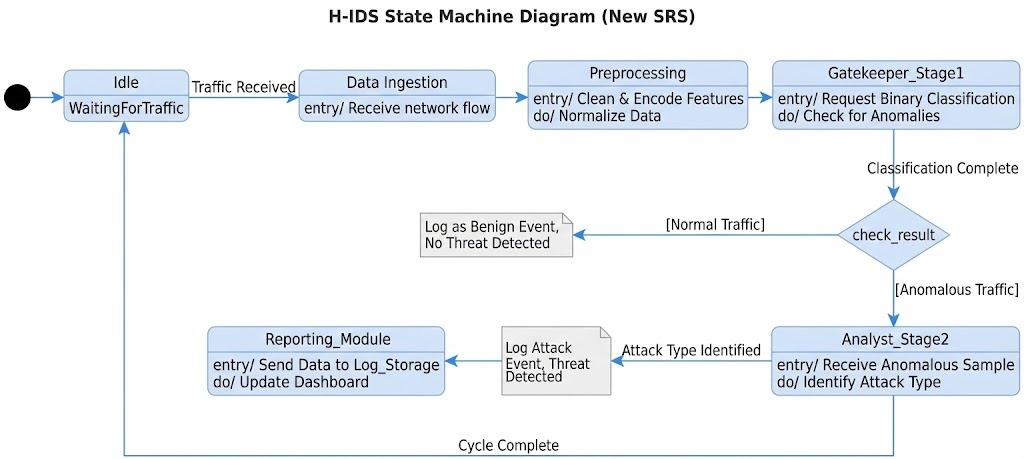 H-IDS State Machine Diagram (New SRS)
Idle
WaitingForTraffic
Traffic Received
Data Ingestion
entry/ Receive network flow
Preprocessing
entry/ Clean & Encode Features
do/ Normalize Data
Gatekeeper_Stage1
entry/ Request Binary Classification
do/ Check for Anomalies
Classification Complete
check_result
[Normal Traffic]
Log as Benign Event,
No Threat Detected
[Anomalous Traffic]
Analyst_Stage2
entry/ Receive Anomalous Sample
do/ Identify Attack Type
Attack Type Identified
Log Attack
Event, Threat
Detected
Reporting_Module
entry/ Send Data to Log_Storage
do/ Update Dashboard
Cycle Complete